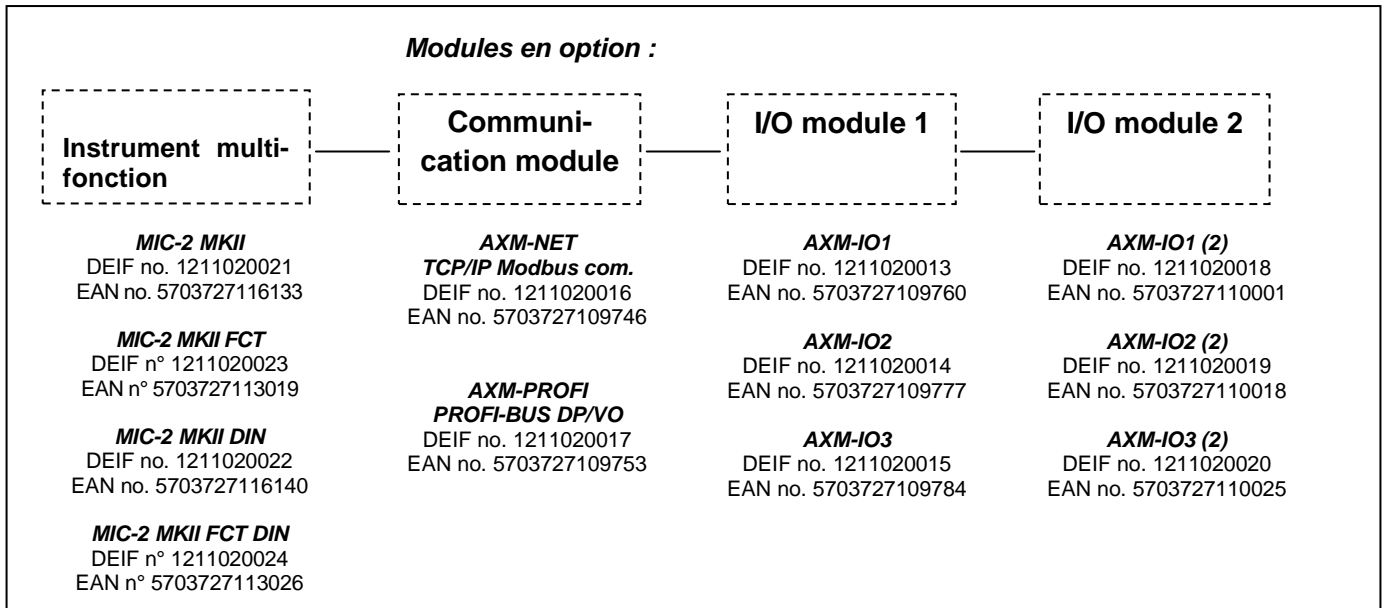 Modules en option :
Instrument multi-
fonction
Communi-
cation module
I/O module 1
I/O module 2
MIC-2 MKII
DEIF no. 1211020021
EAN no. 5703727116133
MIC-2 MKII FCT
DEIF n° 1211020023
EAN n° 5703727113019
MIC-2 MKII DIN
DEIF no. 1211020022
EAN no. 5703727116140
MIC-2 MKII FCT DIN
DEIF n° 1211020024
EAN n° 5703727113026
AXM-NET
TCP/IP Modbus com.
DEIF no. 1211020016
EAN no. 5703727109746
AXM-PROFI
PROFI-BUS DP/VO
DEIF no. 1211020017
EAN no. 5703727109753
AXM-IO1
DEIF no. 1211020013
EAN no. 5703727109760
AXM-IO2
DEIF no. 1211020014
EAN no. 5703727109777
AXM-IO3
DEIF no. 1211020015
EAN no. 5703727109784
AXM-IO1 (2)
DEIF no. 1211020018
EAN no. 5703727110001
AXM-IO2 (2)
DEIF no. 1211020019
EAN no. 5703727110018
AXM-IO3 (2)
DEIF no. 1211020020
EAN no. 5703727110025